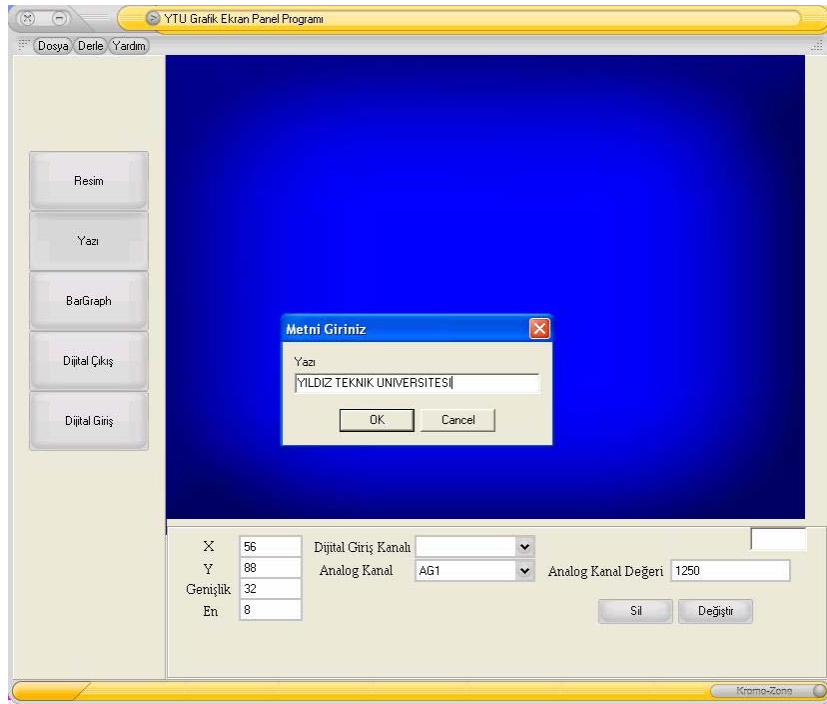 YTU Grafik Ekran Panel Programı
Dosya Derle Yardım
Resim
Yazı
BarGraph
Dijital Çıkış
Dijital Giriş
Metni Giriniz
Yazı
YILDIZ TEKNIK UNIVERSITESI
OK Cancel
X 56 Dijital Giriş Kanalı
Y 88 Analog Kanal AG1 Analog Kanal Değeri 1250
Genişlik 32
En 8 Sil Değiştir
Kromo-Zone